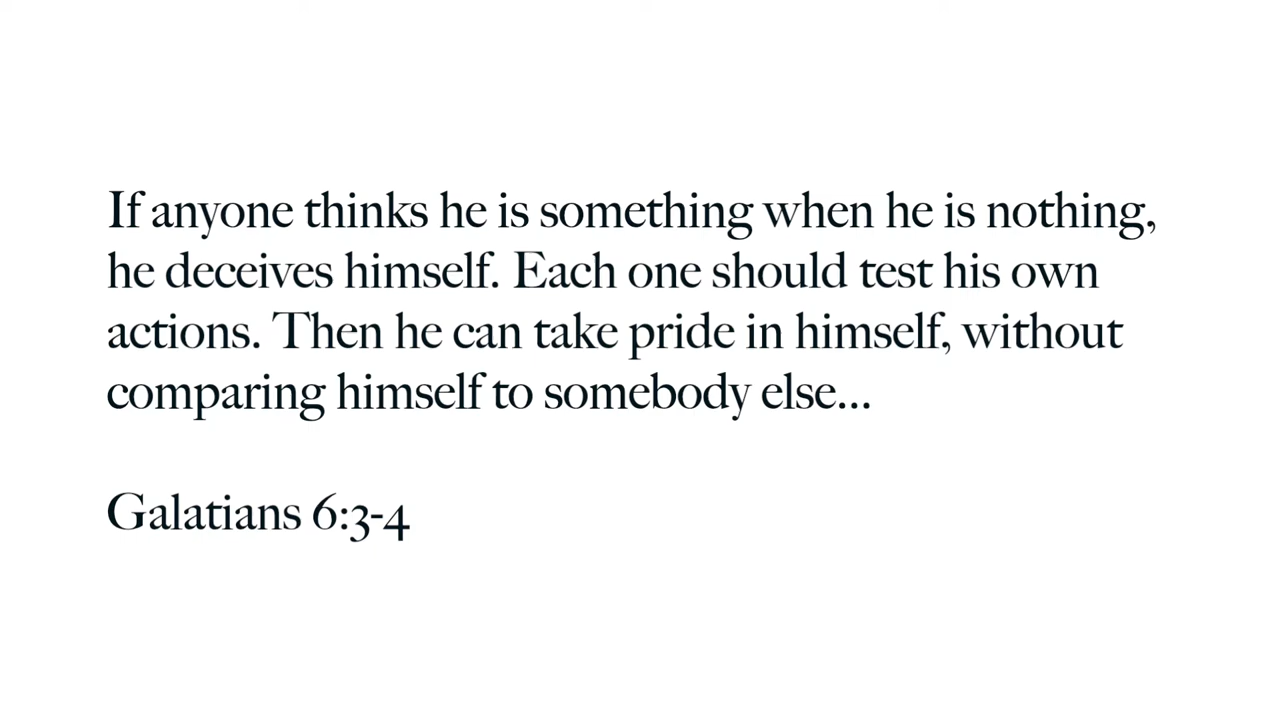 If anyone thinks he is something when he is nothing,
he deceives himself. Each one should test his own
actions. Then he can take pride in himself, without
comparing himself to somebody else...
Galatians 6:3-4